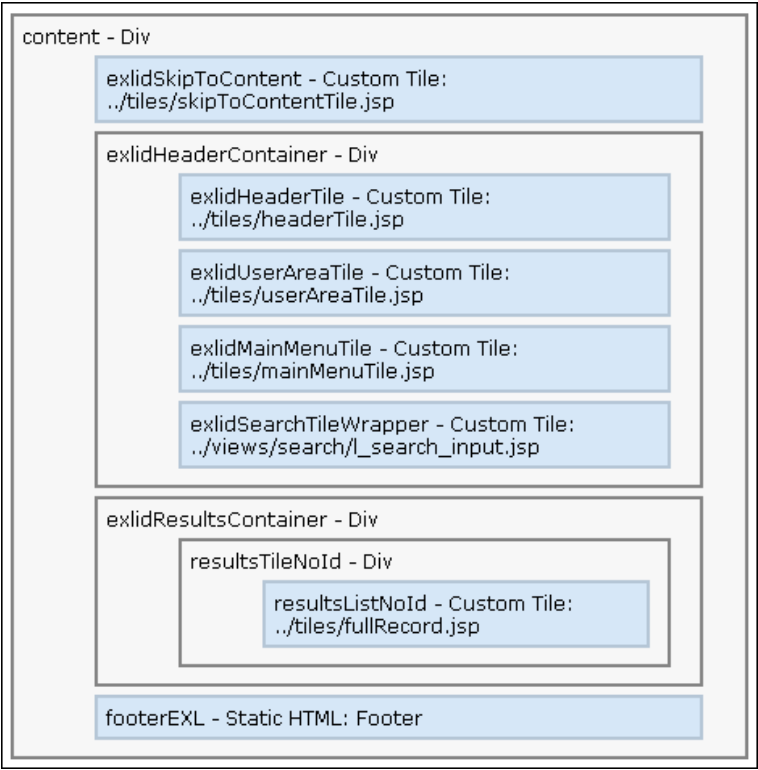 content - Div
exlidSkipToContent - Custom Tile:
../tiles/skipToContentTile.jsp
exlidHeaderContainer - Div
exlidHeaderTile - Custom Tile:
../tiles/headerTile.jsp
exlidUserAreaTile - Custom Tile:
../tiles/userAreaTile.jsp
exlidMainMenuTile - Custom Tile:
../tiles/mainMenuTile.jsp
exlidSearchTileWrapper - Custom Tile:
../views/search/l_search_input.jsp
exlidResultsContainer - Div
resultsTileNoId - Div
resultsListNoId - Custom Tile:
../tiles/fullRecord.jsp
footerEXL - Static HTML: Footer